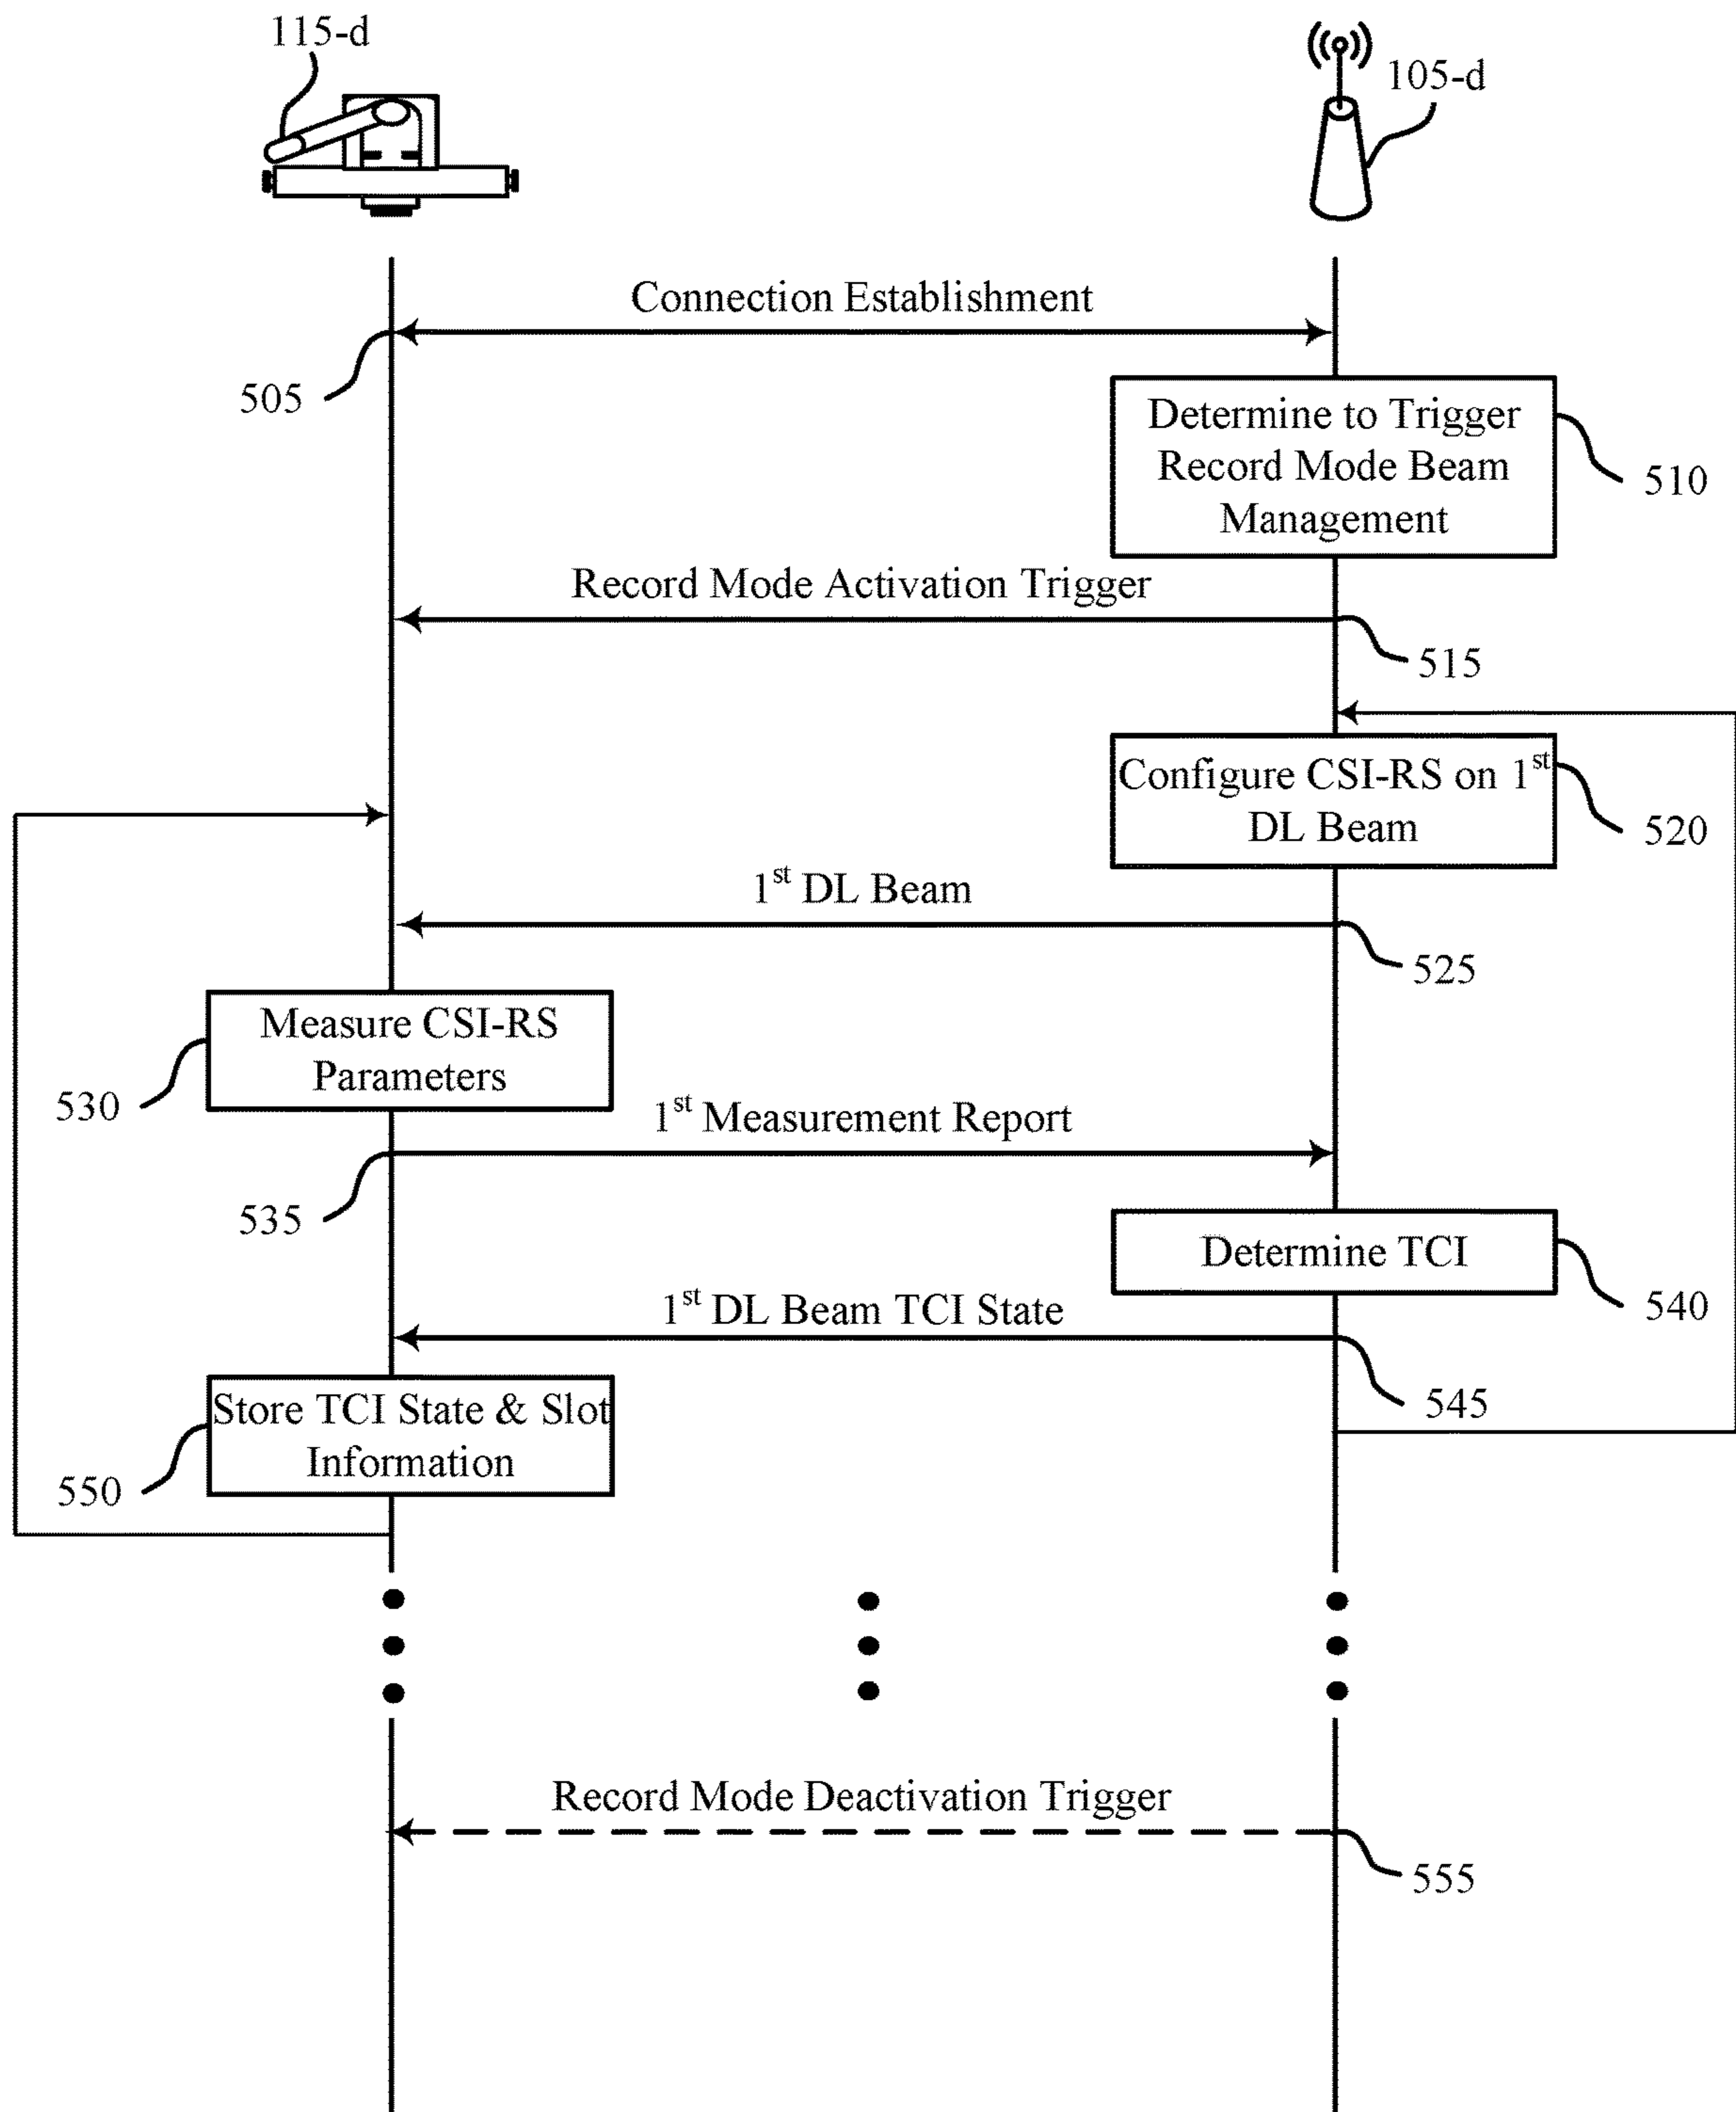 115-d
105-d
Connection Establishment
505
Determine to Trigger
Record Mode Beam
Management
510
Record Mode Activation Trigger
515
Configure CSI-RS on 1st
DL Beam
520
1st DL Beam
525
Measure CSI-RS
Parameters
530
1st Measurement Report
535
Determine TCI
540
1st DL Beam TCI State
545
Store TCI State & Slot
Information
550
Record Mode Deactivation Trigger
555